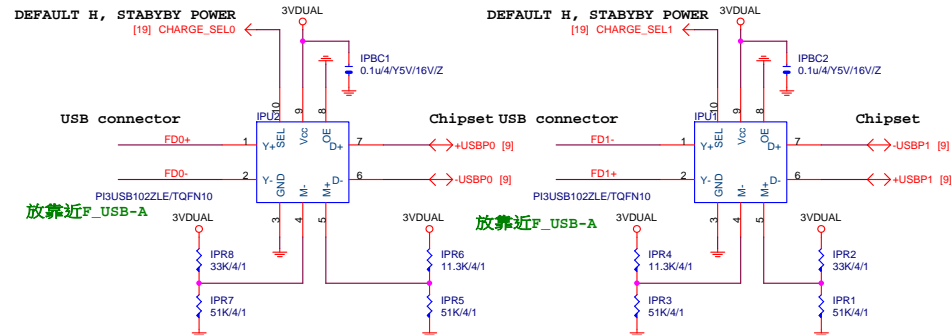 DEFAULT H, STABYBY POWER
[19] CHARGE_SEL0
3VDUAL
IPBC1
0.1u/4/Y5V/16V/Z
USB connector
IPU2
10
9
8
SEL
Vcc
OE
Chipset
FD0+
1
Y+
D+
7
+USBP0 [9]
FD0-
2
Y-
GND
M-
M+
D-
6
-USBP0 [9]
PI3USB102ZLE/TQFN10
放靠近F_USB-A
3
4
5
3VDUAL
IPR8
33K/4/1
IPR7
51K/4/1
3VDUAL
IPR6
11.3K/4/1
IPR5
51K/4/1
DEFAULT H, STABYBY POWER
[19] CHARGE_SEL1
3VDUAL
IPBC2
0.1u/4/Y5V/16V/Z
USB connector
IPU1
10
9
8
SEL
Vcc
OE
Chipset
FD1-
1
Y+
D+
7
-USBP1 [9]
FD1+
2
Y-
GND
M-
M+
D-
6
+USBP1 [9]
PI3USB102ZLE/TQFN10
放靠近F_USB-A
3
4
5
3VDUAL
IPR4
11.3K/4/1
IPR3
51K/4/1
3VDUAL
IPR2
33K/4/1
IPR1
51K/4/1